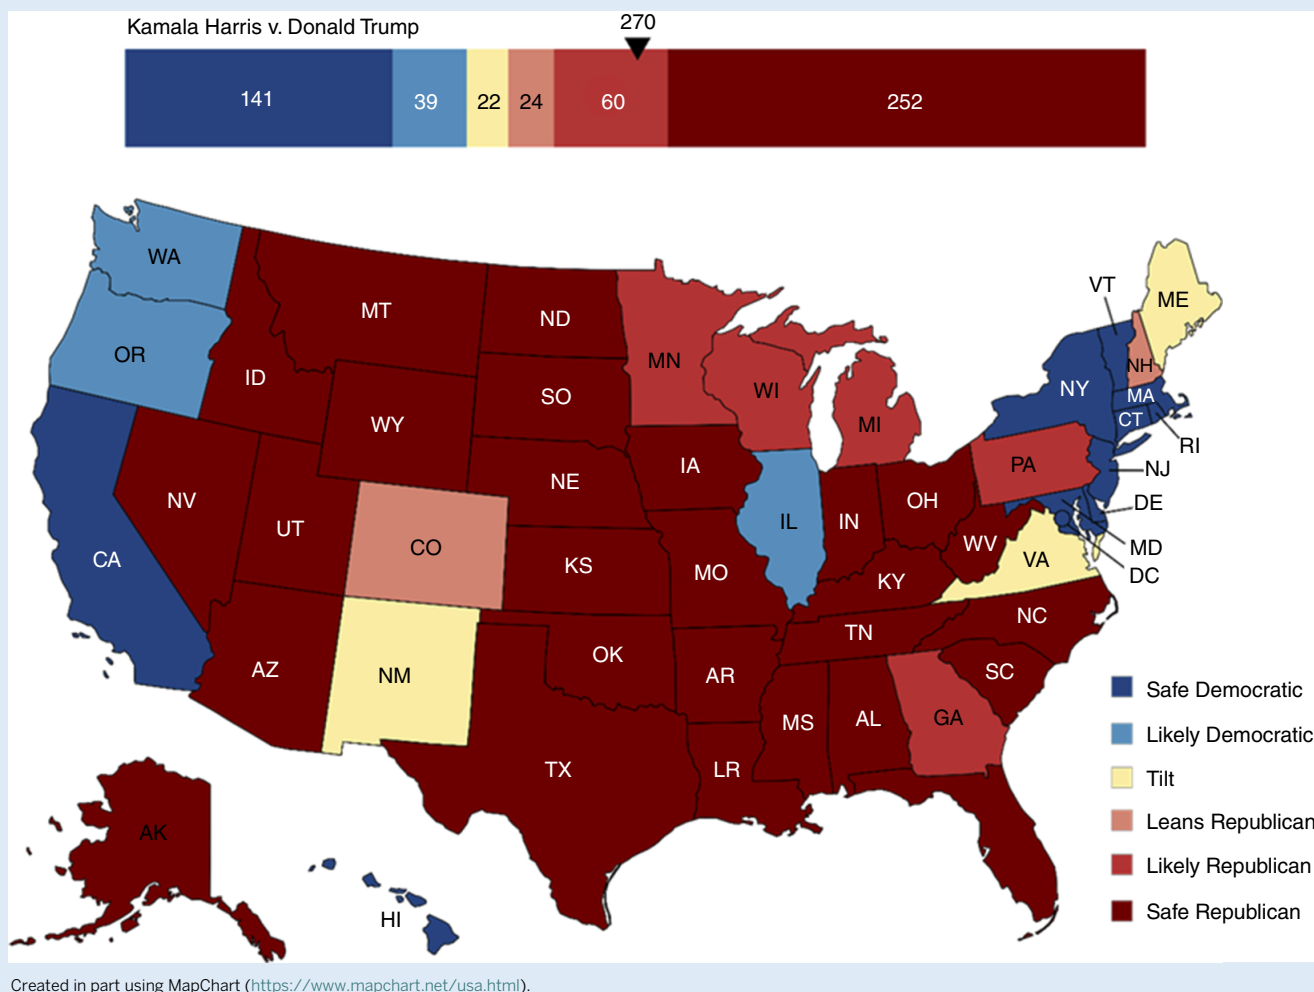 Kamala Harris v. Donald Trump
270
141
39
22
24
60
252
WA
MT
ND
MN
VT
ME
OR
ID
SO
WI
NH
NY
MA
WY
MI
CT
RI
IA
PA
NJ
NE
NV
OH
DE
UT
IL
IN
CO
WV
MD
CA
KS
MO
VA
DC
KY
NC
TN
OK
AZ
NM
AR
SC
MS
AL
GA
TX
LR
AK
HI
Safe Democratic
Likely Democratic
Tilt
Leans Republican
Likely Republican
Safe Republican
Created in part using MapChart (https://www.mapchart.net/usa.html).